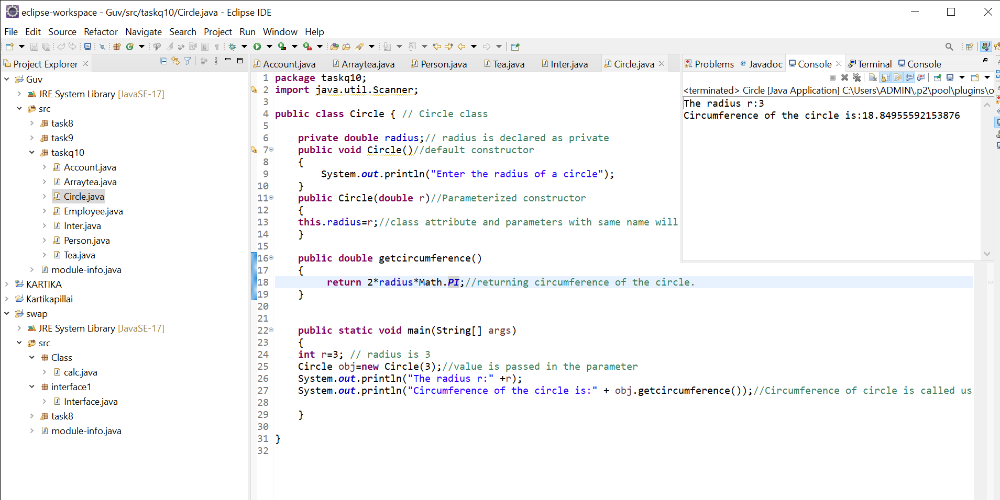 eclipse-workspace - Guv/src/taskq10/Circle.java - Eclipse IDE
File Edit Source Refactor Navigate Search Project Run Window Help
Project Explorer
Guv
JRE System Library [JavaSE-17]
src
task8
task9
taskq10
Account.java
Arraytea.java
Circle.java
Employee.java
Inter.java
Person.java
Tea.java
module-info.java
KARTIKA
Kartikapillai
swap
JRE System Library [JavaSE-17]
src
Class
calc.java
interface1
Interface.java
task8
module-info.java
Account.java Arraytea.java Person.java Tea.java Inter.java Circle.java
1 package taskq10;
2 import java.util.Scanner;
3
4 public class Circle { // Circle class
5
6 private double radius;// radius is declared as private
7 public void Circle()//default constructor
8 {
9 System.out.println("Enter the radius of a circle");
10 }
11 public Circle(double r)//Parameterized constructor
12 {
13 this.radius=r;//class attribute and parameters with same name will
14 }
15
16 public double getcircumference()
17 {
18 return 2*radius*Math.PI;//returning circumference of the circle.
19 }
20
21
22 public static void main(String[] args)
23 {
24 int r=3; // radius is 3
25 Circle obj=new Circle(3);//value is passed in the parameter
26 System.out.println("The radius r:" +r);
27 System.out.println("Circumference of the circle is:" + obj.getcircumference());//Circumference of circle is called us
28
29 }
30
31 }
32
Problems Javadoc Console Terminal Console
<terminated> Circle [Java Application] C:\Users\ADMIN\.p2\pool\plugins\o
The radius r:3
Circumference of the circle is:18.84955592153876